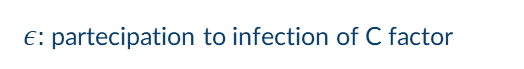 ϵ: partecipation to infection of C factor